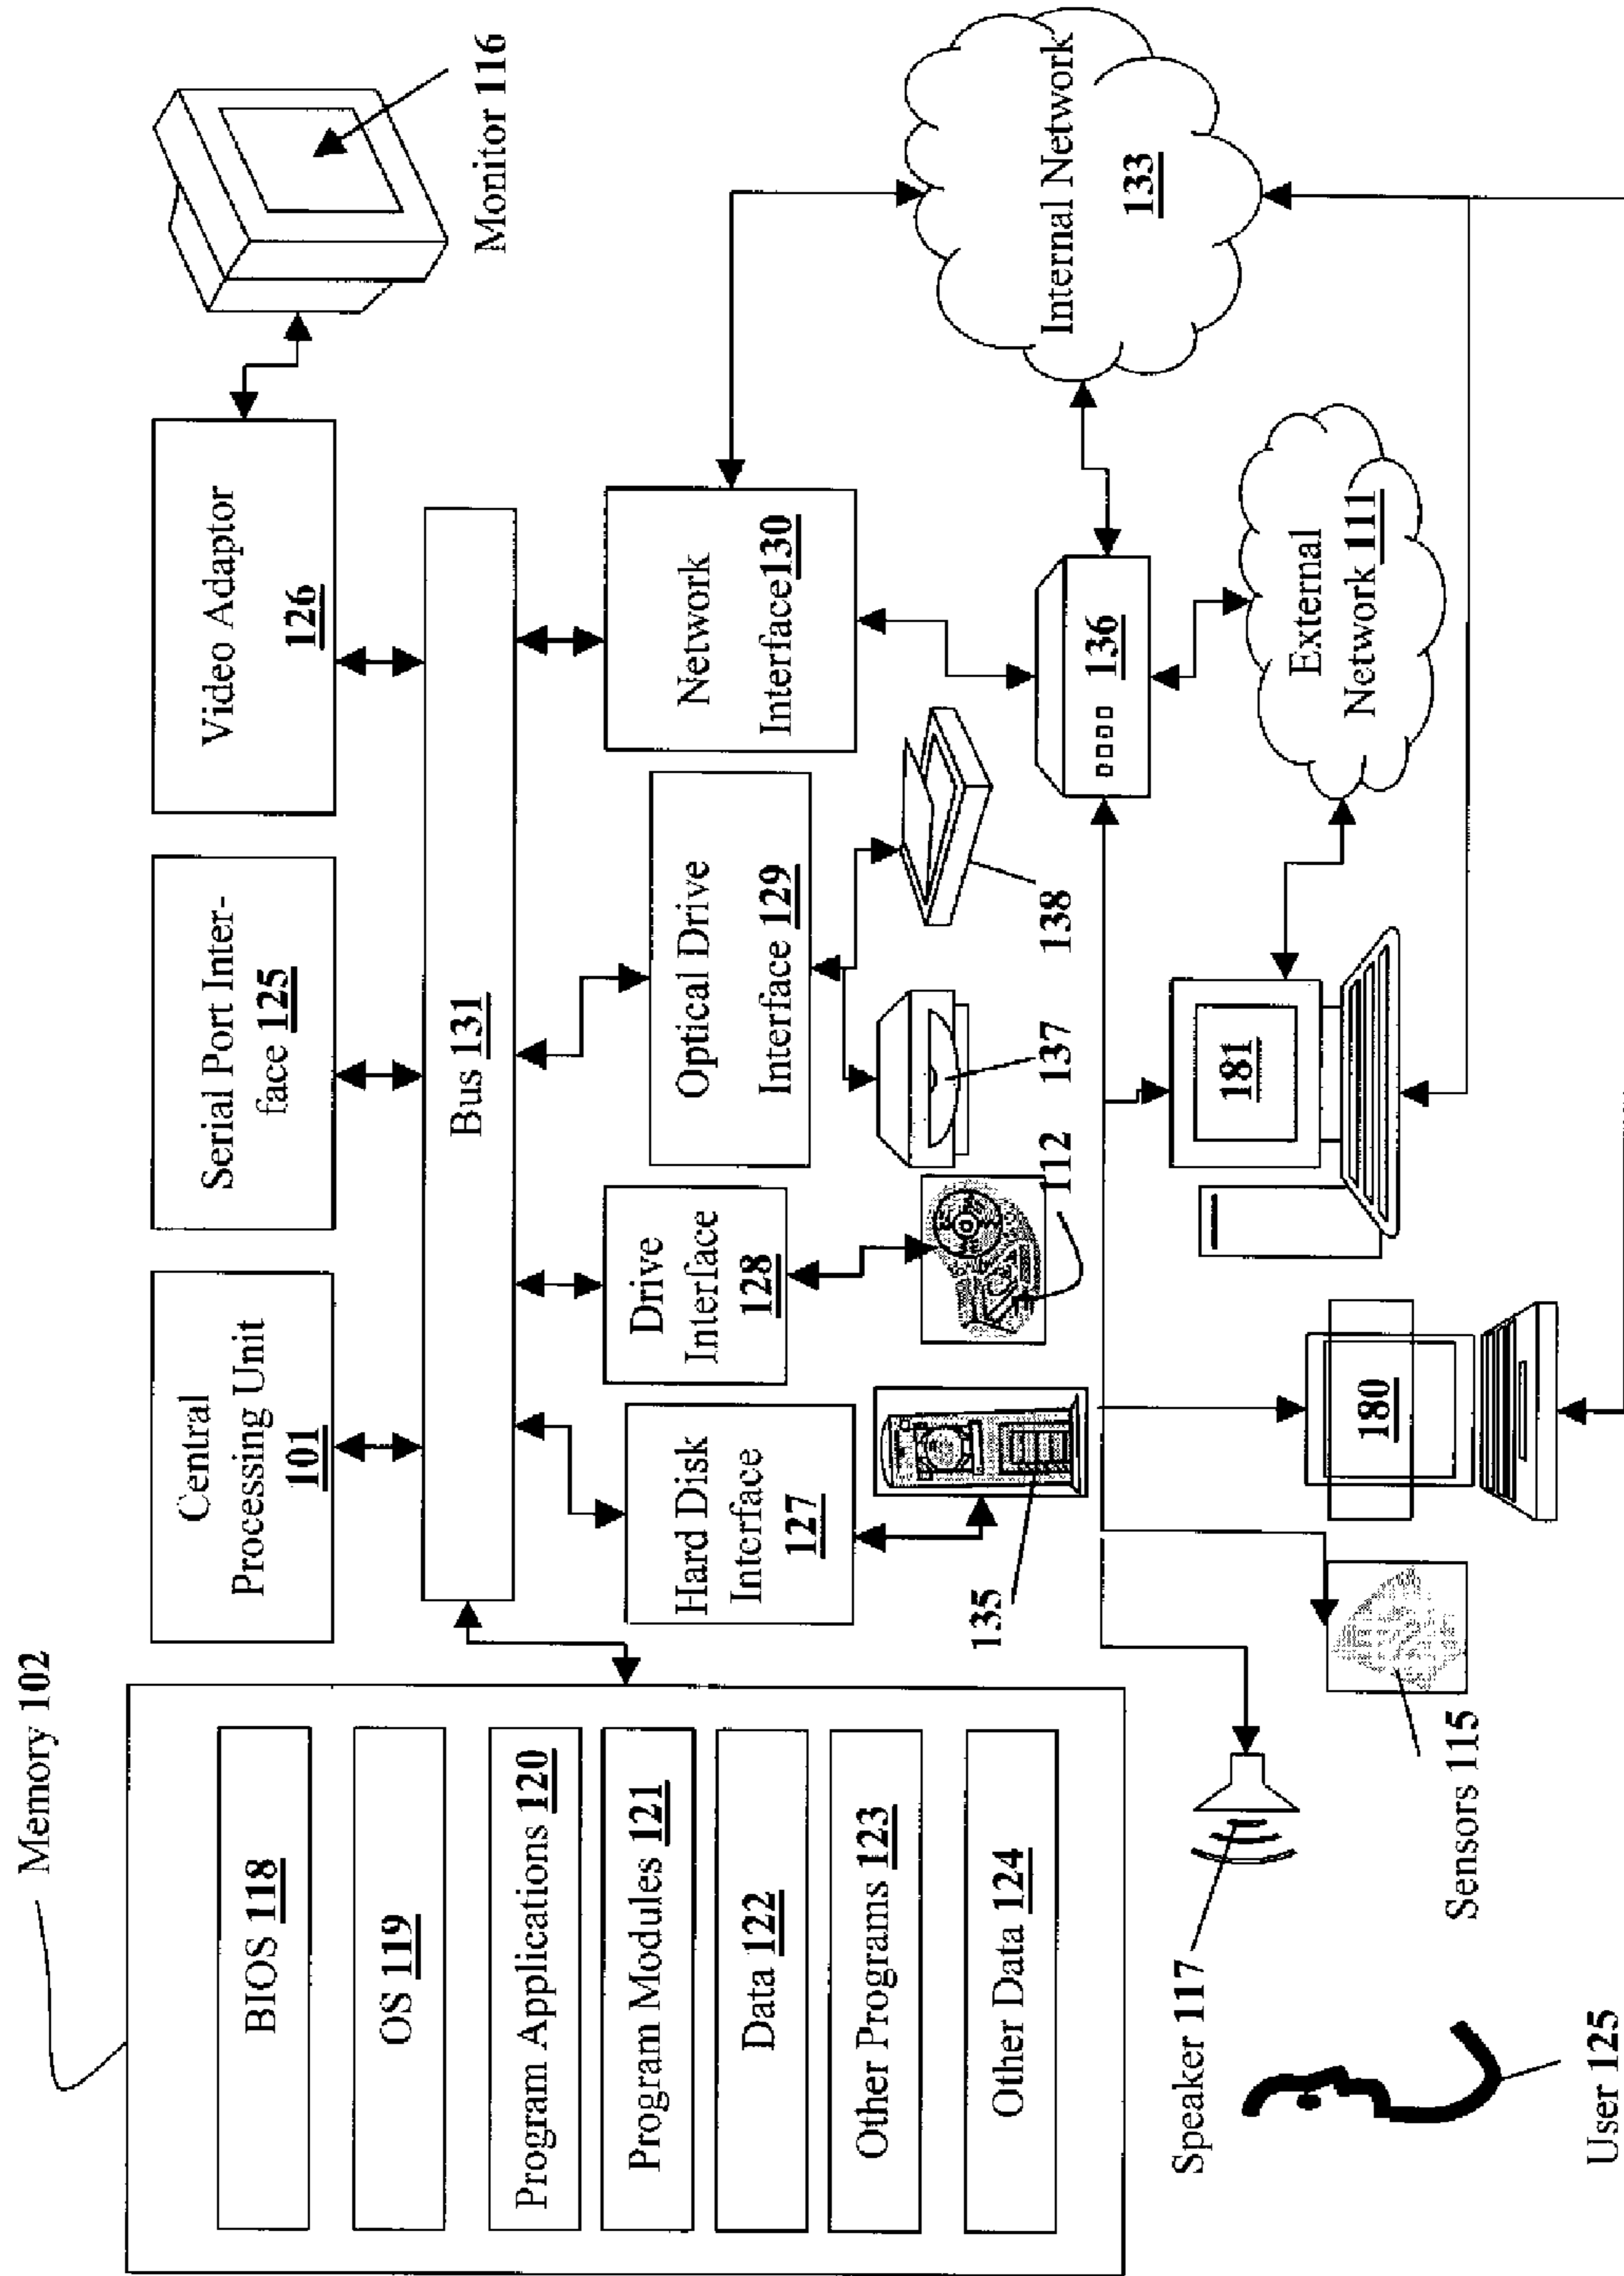 Memory 102
BIOS 118
OS 119
Program Applications 120
Program Modules 121
Data 122
Other Programs 123
Other Data 124
Central
Processing Unit
101
Serial Port Inter-
face 125
Video Adaptor
126
Monitor 116
Bus 131
Hard Disk
Interface
127
Drive
Interface
128
Optical Drive
Interface 129
Network
Interface130
135
112
137
138
136
Internal Network
133
External
Network 111
181
180
Speaker 117
Sensors 115
User 125